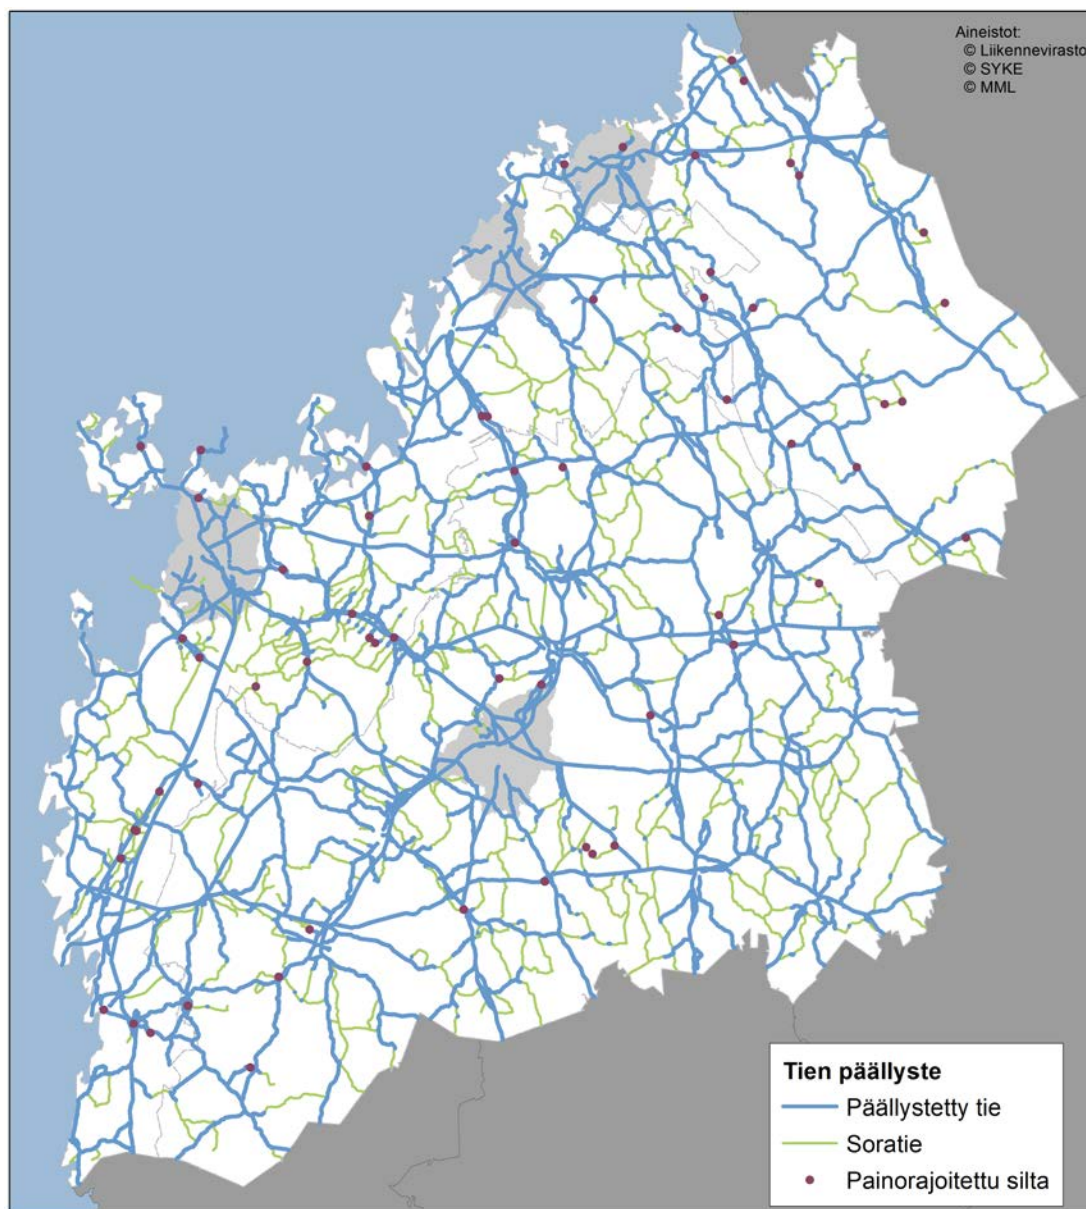 Aineistot:
© Liikennevirasto
© SYKE
© MML
Tien päällyste
Päällystetty tie
Soratie
Painorajoitettu silta